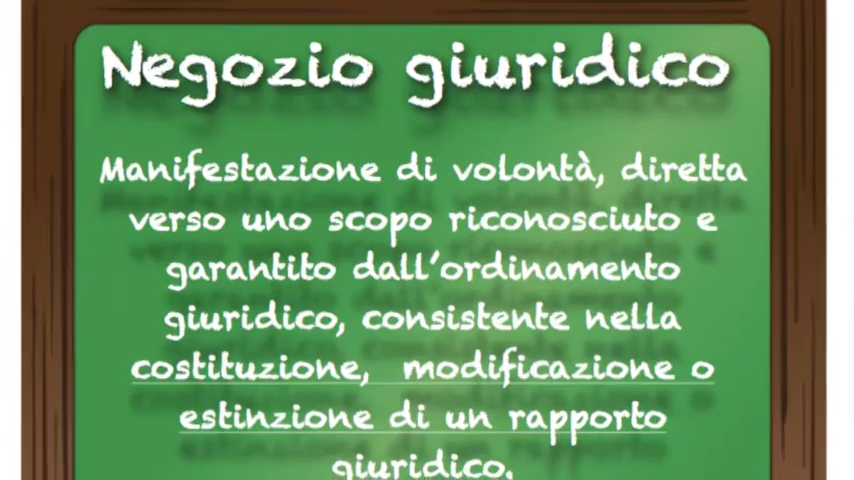 Negozio giuridico
Manifestazione di volontà, diretta
verso uno scopo riconosciuto e
garantito dall'ordinamento
giuridico, consistente nella
costituzione, modificazione o
estinzione di un rapporto
giuridico.